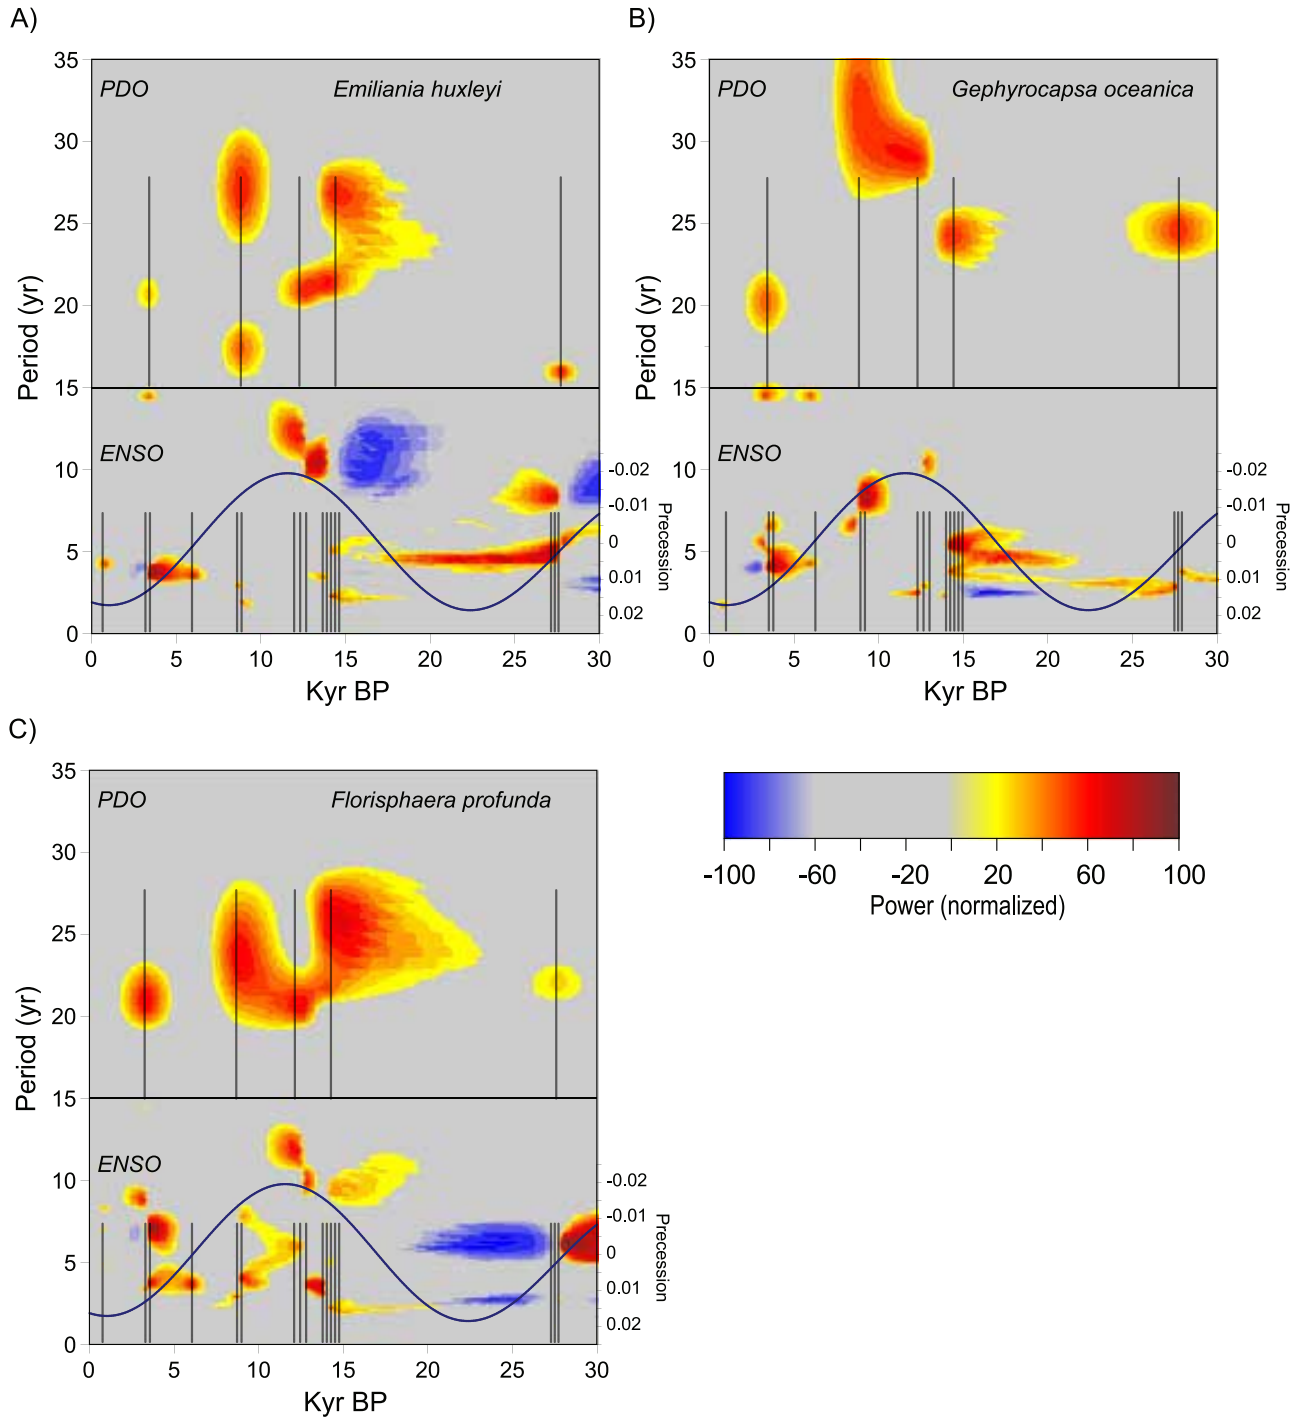 A)
35
PDO
Emiliania huxleyi
30
25
20
15
Period (yr)
ENSO
10
5
0
-0.02
-0.01
0
0.01
0.02
Precession
0 5 10 15 20 25 30
Kyr BP
B)
35
PDO
Gephyrocapsa oceanica
30
25
20
15
Period (yr)
ENSO
10
5
0
-0.02
-0.01
0
0.01
0.02
Precession
0 5 10 15 20 25 30
Kyr BP
C)
35
PDO
Florisphaera profunda
30
25
20
15
Period (yr)
ENSO
10
5
0
-0.02
-0.01
0
0.01
0.02
Precession
0 5 10 15 20 25 30
Kyr BP
-100 -60 -20 20 60 100
Power (normalized)